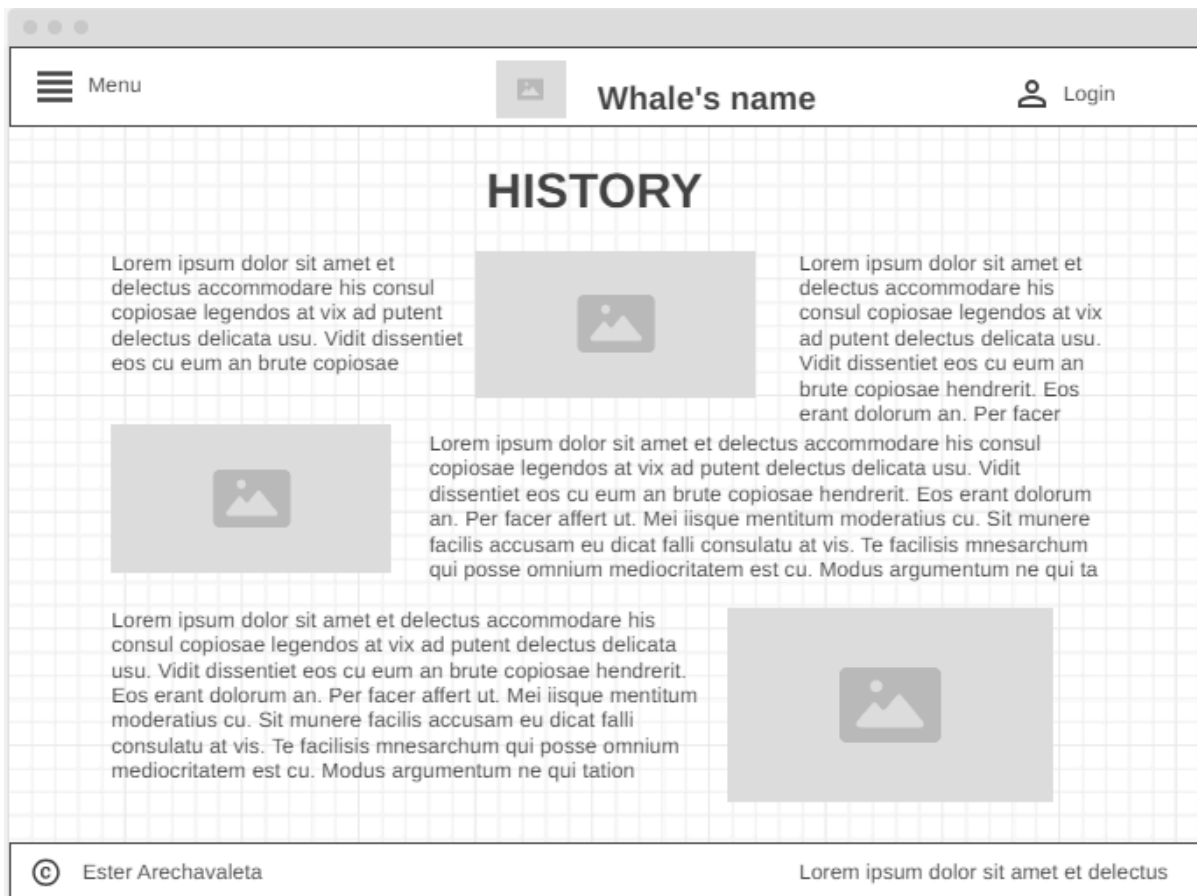 Menu
Whale's name
Login
HISTORY
Lorem ipsum dolor sit amet et
delectus accommodare his consul
copiosae legendos at vix ad putent
delectus delicata usu. Vidit dissentiet
eos cu eum an brute copiosae
Lorem ipsum dolor sit amet et
delectus accommodare his
consul copiosae legendos at vix
ad putent delectus delicata usu.
Vidit dissentiet eos cu eum an
brute copiosae hendrerit. Eos
erant dolorum an. Per facer
Lorem ipsum dolor sit amet et delectus accommodare his consul
copiosae legendos at vix ad putent delectus delicata usu. Vidit
dissentiet eos cu eum an brute copiosae hendrerit. Eos erant dolorum
an. Per facer affert ut. Mei iisque mentitum moderatius cu. Sit munere
facilis accusam eu dicat falli consulatu at vis. Te facilisis mnesarchum
qui posse omnium mediocritatem est cu. Modus argumentum ne qui ta
Lorem ipsum dolor sit amet et delectus accommodare his
consul copiosae legendos at vix ad putent delectus delicata
usu. Vidit dissentiet eos cu eum an brute copiosae hendrerit.
Eos erant dolorum an. Per facer affert ut. Mei iisque mentitum
moderatius cu. Sit munere facilis accusam eu dicat falli
consulatu at vis. Te facilisis mnesarchum qui posse omnium
mediocritatem est cu. Modus argumentum ne qui tation
© Ester Arechavaleta
Lorem ipsum dolor sit amet et delectus